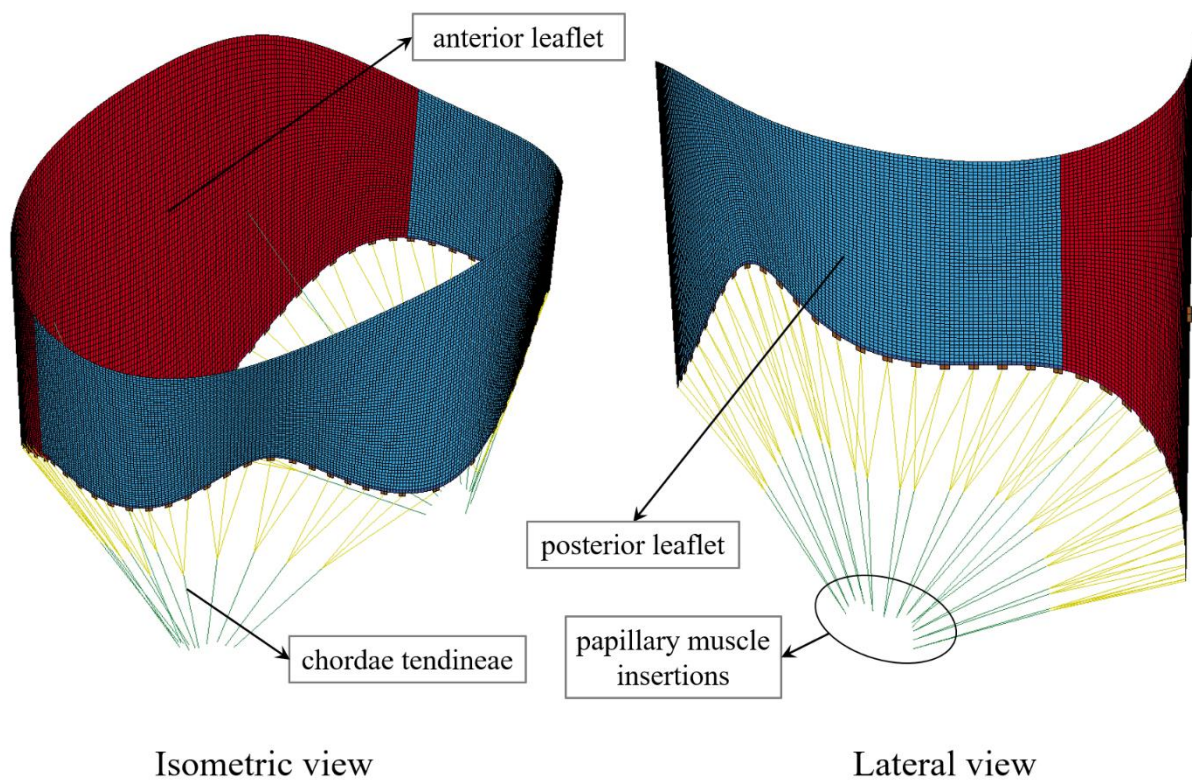 anterior leaflet
posterior leaflet
chordae tendineae
papillary muscle
insertions
Isometric view
Lateral view